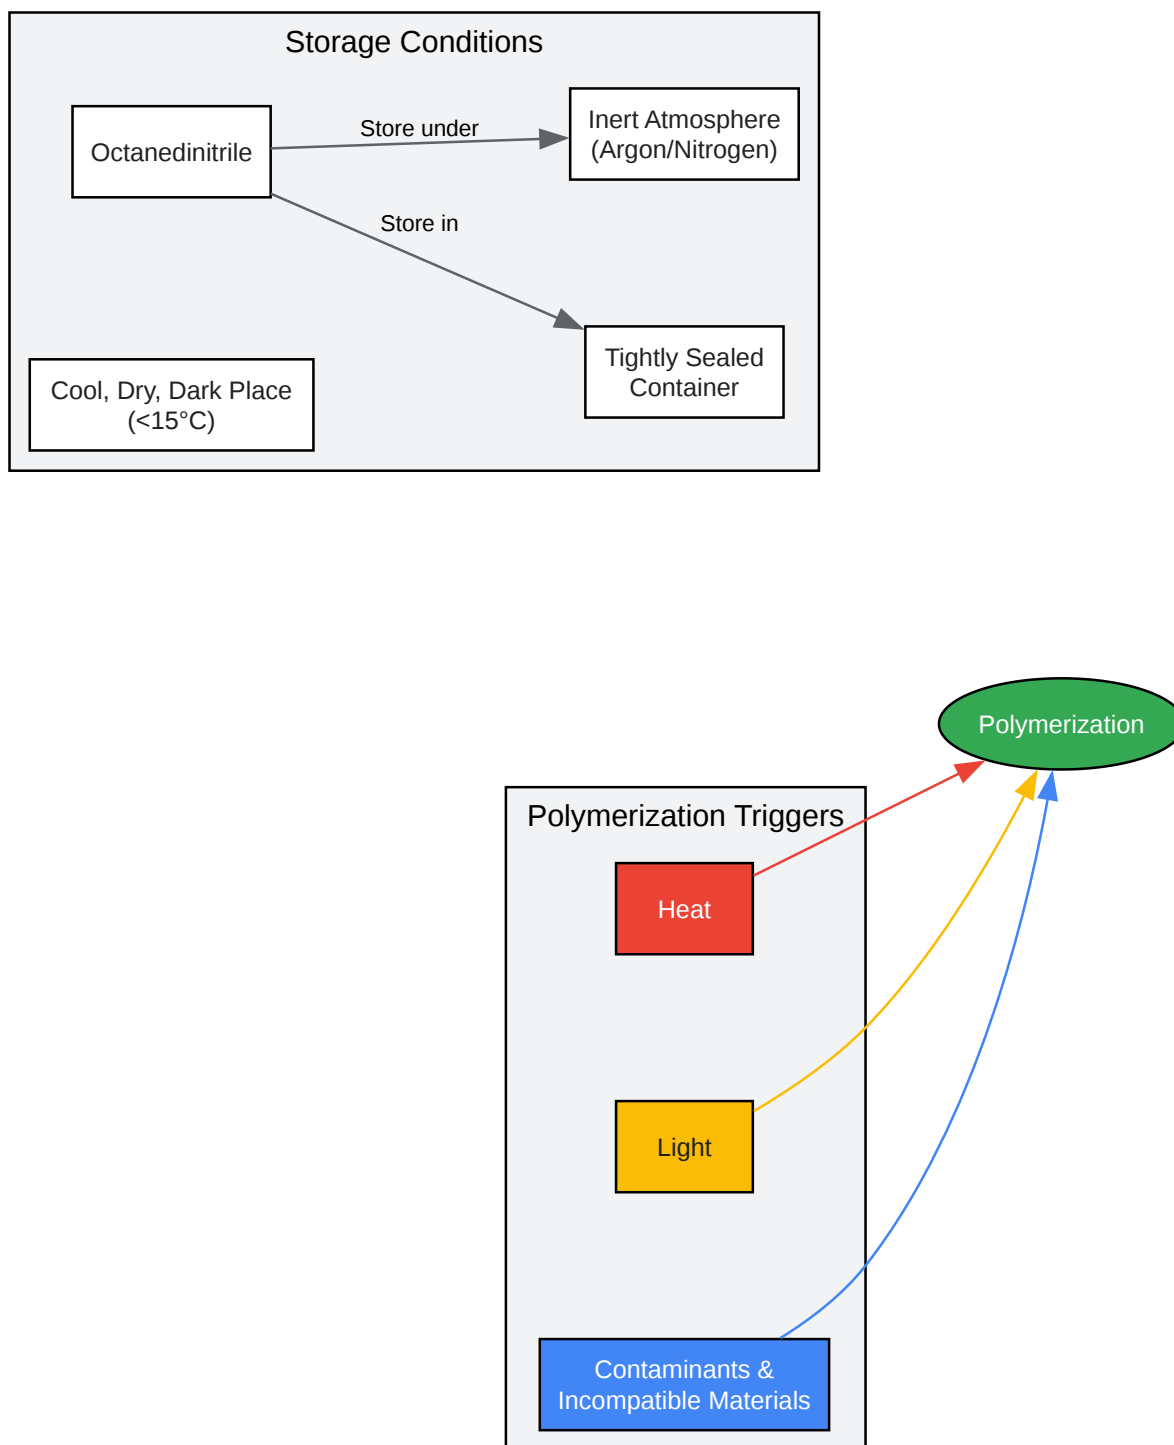 Storage Conditions
Octanedinitrile
Store under
Inert Atmosphere
(Argon/Nitrogen)
Store in
Tightly Sealed
Container
Cool, Dry, Dark Place
(<15°C)
Polymerization
Polymerization Triggers
Heat
Light
Contaminants &
Incompatible Materials